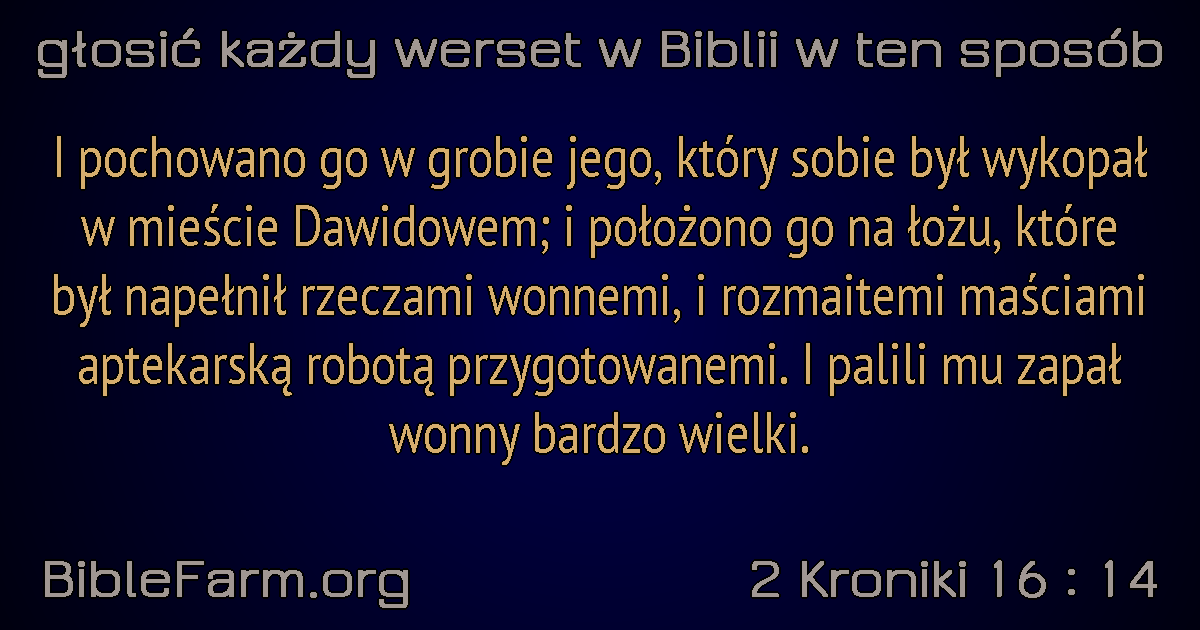 głosić każdy werset w Biblii w ten sposób
I pochowano go w grobie jego, który sobie był wykopał
w mieście Dawidowem; i położono go na łożu, które
był napełnił rzeczami wonnemi, i rozmaitemi maściami
aptekarską robotą przygotowanemi. I palili mu zapał
wonny bardzo wielki.
BibleFarm.org
2 Kroniki 16 : 14